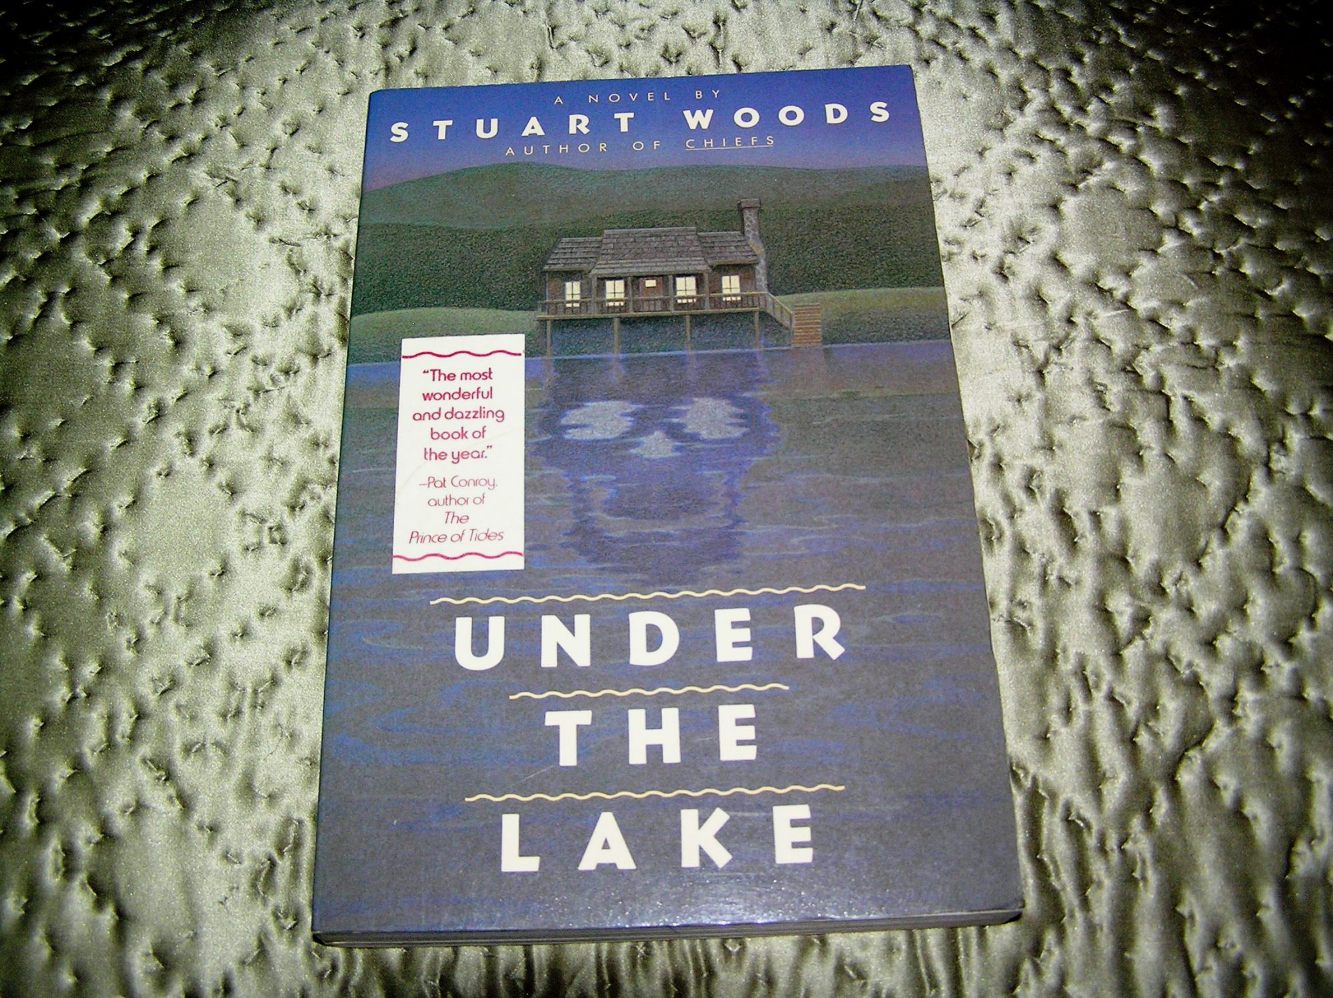 A NOVEL BY
STUART WOODS
AUTHOR OF CHIEFS
“The most
wonderful
and dazzling
book of
the year.”
—Pat Conroy,
author of
The
Prince of Tides
UNDER
THE
LAKE